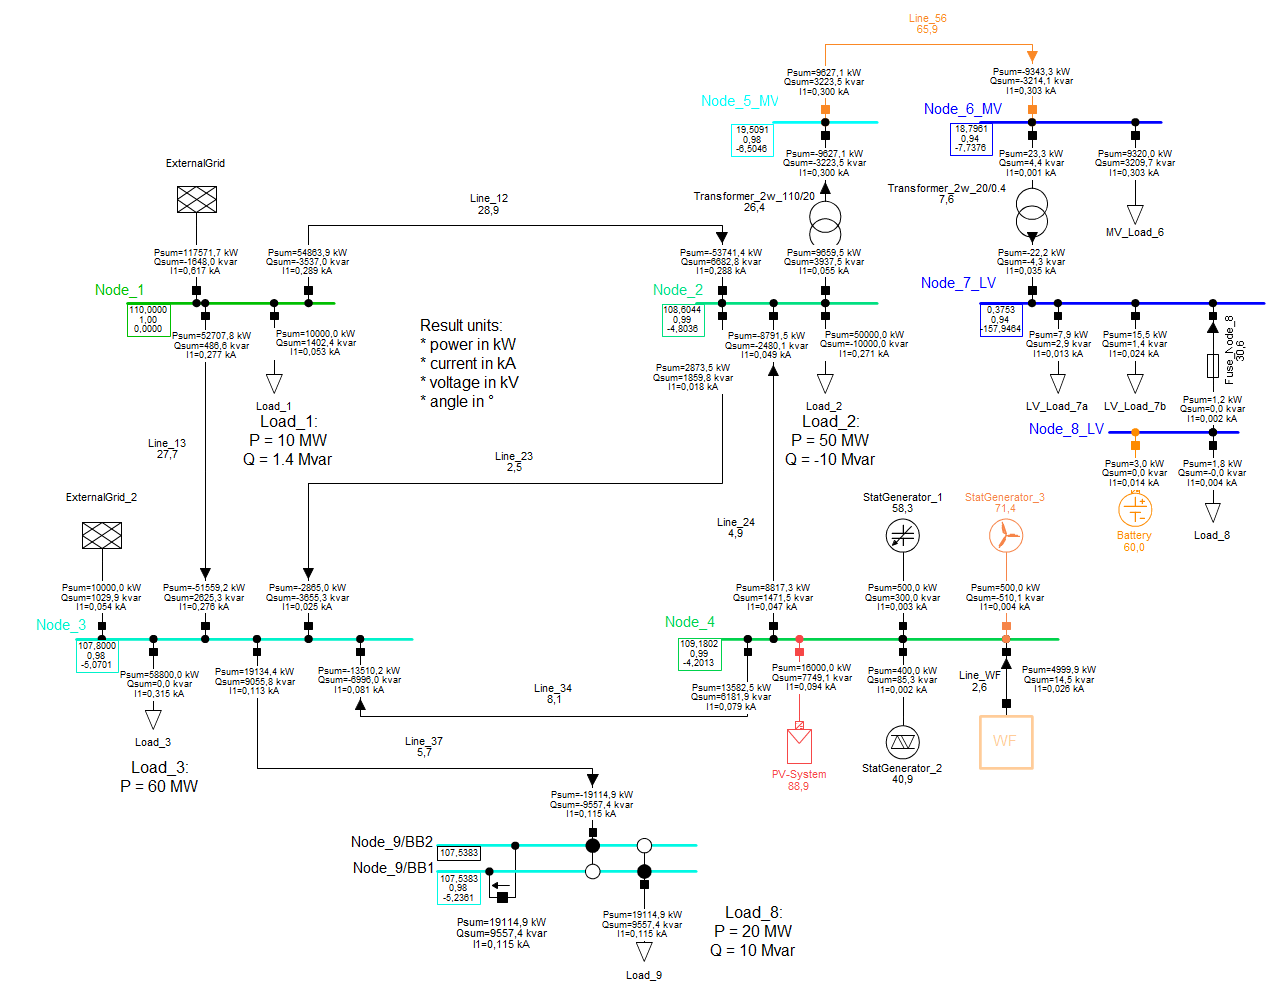 Line_56
65,9
Psum=9627,1 kW
Qsum=3223,5 kvar
I1=0,300 kA
Psum=-9343,3 kW
Qsum=-3214,1 kvar
I1=0,303 kA
Node_5_MV
19,5091
0,98
-6,5046
Node_6_MV
18,7961
0,94
-7,7376
Psum=-9627,1 kW
Qsum=-3223,5 kvar
I1=0,300 kA
Psum=23,3 kW
Qsum=4,4 kvar
I1=0,001 kA
Psum=9320,0 kW
Qsum=3209,7 kvar
I1=0,303 kA
ExternalGrid
Line_12
28,9
Transformer_2w_110/20
26,4
Transformer_2w_20/0.4
7,6
MV_Load_6
Psum=117571,7 kW
Qsum=-1648,0 kvar
I1=0,617 kA
Psum=54863,9 kW
Qsum=-3537,0 kvar
I1=0,289 kA
Psum=-53741,4 kW
Qsum=6682,8 kvar
I1=0,288 kA
Psum=9659,5 kW
Qsum=3937,5 kvar
I1=0,055 kA
Psum=-22,2 kW
Qsum=-4,3 kvar
I1=0,035 kA
Node_1
110,0000
1,00
0,0000
Node_2
108,6044
0,99
-4,8036
Node_7_LV
0,3753
0,94
-157,9464
Psum=52707,8 kW
Qsum=486,6 kvar
I1=0,277 kA
Psum=10000,0 kW
Qsum=1402,4 kvar
I1=0,053 kA
Result units:
* power in kW
* current in kA
* voltage in kV
* angle in °
Psum=-8791,5 kW
Qsum=-2480,1 kvar
I1=0,049 kA
Psum=50000,0 kW
Qsum=-10000,0 kvar
I1=0,271 kA
Psum=2873,5 kW
Qsum=1859,8 kvar
I1=0,018 kA
Psum=7,9 kW
Qsum=2,9 kvar
I1=0,013 kA
Psum=15,5 kW
Qsum=1,4 kvar
I1=0,024 kA
Fuse_Node_8
30,6
Load_1
Load_1:
P = 10 MW
Q = 1.4 Mvar
Load_2
Load_2:
P = 50 MW
Q = -10 Mvar
LV_Load_7a
LV_Load_7b
Psum=1,2 kW
Qsum=0,0 kvar
I1=0,002 kA
Node_8_LV
Line_13
27,7
Line_23
2,5
Psum=3,0 kW
Qsum=0,0 kvar
I1=0,014 kA
Psum=1,8 kW
Qsum=-0,0 kvar
I1=0,004 kA
Battery
60,0
Load_8
ExternalGrid_2
Line_24
4,9
StatGenerator_1
58,3
StatGenerator_3
71,4
Psum=10000,0 kW
Qsum=1029,9 kvar
I1=0,054 kA
Psum=-51559,2 kW
Qsum=2625,3 kvar
I1=0,276 kA
Psum=-2865,0 kW
Qsum=-3655,3 kvar
I1=0,025 kA
Psum=8817,3 kW
Qsum=1471,5 kvar
I1=0,047 kA
Psum=500,0 kW
Qsum=300,0 kvar
I1=0,003 kA
Psum=500,0 kW
Qsum=-510,1 kvar
I1=0,004 kA
Node_3
107,8000
0,98
-5,0701
Node_4
109,1802
0,99
-4,2013
Psum=58800,0 kW
Qsum=0,0 kvar
I1=0,315 kA
Psum=19134,4 kW
Qsum=9055,8 kvar
I1=0,113 kA
Psum=-13510,2 kW
Qsum=-6996,0 kvar
I1=0,081 kA
Line_34
8,1
Psum=13582,5 kW
Qsum=6181,9 kvar
I1=0,079 kA
Psum=16000,0 kW
Qsum=7749,1 kvar
I1=0,094 kA
Psum=400,0 kW
Qsum=85,3 kvar
I1=0,002 kA
Line_WF
2,6
Psum=4999,9 kW
Qsum=14,5 kvar
I1=0,026 kA
Load_3
Load_3:
P = 60 MW
Line_37
5,7
PV-System
88,9
StatGenerator_2
40,9
WF
Psum=-19114,9 kW
Qsum=-9557,4 kvar
I1=0,115 kA
Node_9/BB2
107,5383
Node_9/BB1
107,5383
0,98
-5,2361
Psum=19114,9 kW
Qsum=9557,4 kvar
I1=0,115 kA
Psum=19114,9 kW
Qsum=9557,4 kvar
I1=0,115 kA
Load_9
Load_8:
P = 20 MW
Q = 10 Mvar